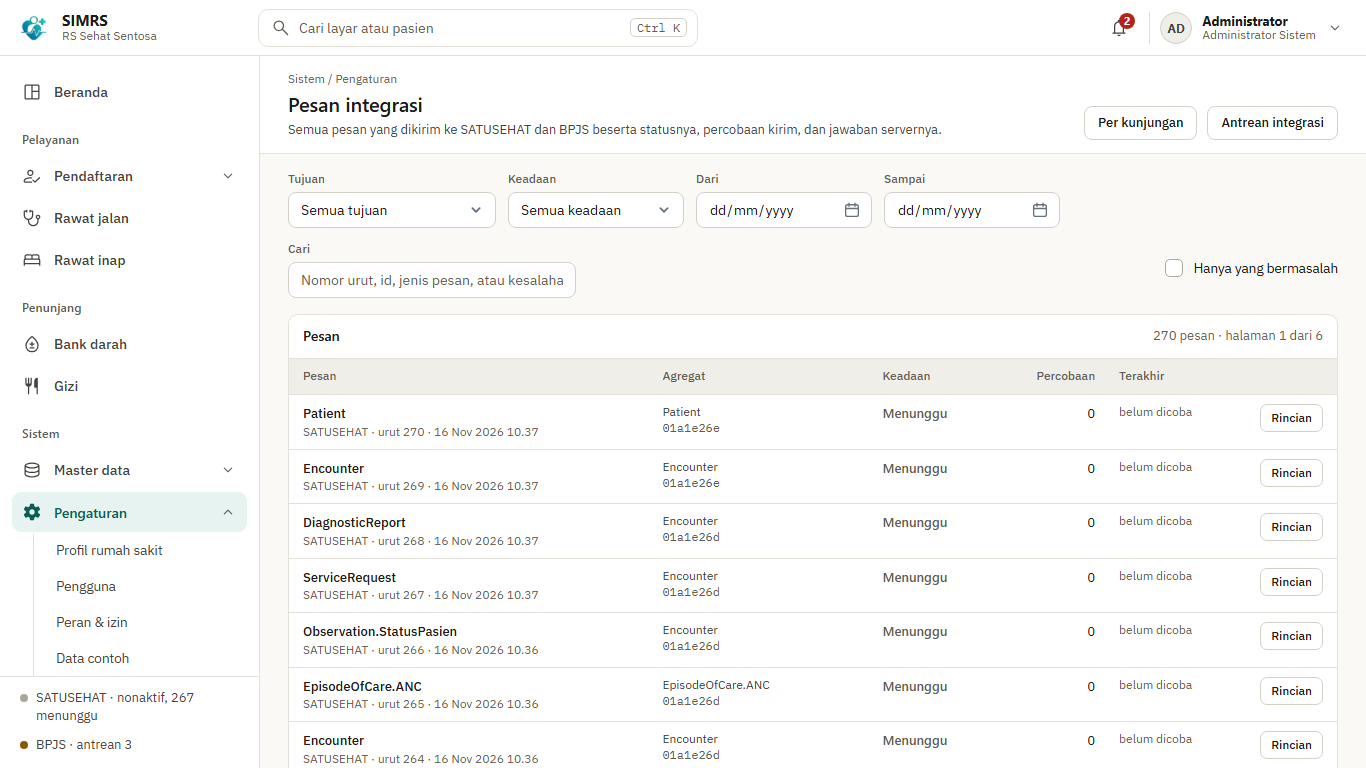 SIMRS
RS Sehat Sentosa
Cari layar atau pasien
Ctrl K
2
AD
Administrator
Administrator Sistem
Beranda
Pelayanan
Pendaftaran
Rawat jalan
Rawat inap
Penunjang
Bank darah
Gizi
Sistem
Master data
Pengaturan
Profil rumah sakit
Pengguna
Peran & izin
Data contoh
SATUSEHAT · nonaktif, 267
menunggu
BPJS · antrean 3
Sistem / Pengaturan
Pesan integrasi
Semua pesan yang dikirim ke SATUSEHAT dan BPJS beserta statusnya, percobaan kirim, dan jawaban servernya.
Per kunjungan
Antrean integrasi
Tujuan
Keadaan
Dari
Sampai
Semua tujuan
Semua keadaan
dd/mm/yyyy
dd/mm/yyyy
Cari
Nomor urut, id, jenis pesan, atau kesalaha
Hanya yang bermasalah
Pesan
270 pesan · halaman 1 dari 6
Pesan
Agregat
Keadaan
Percobaan
Terakhir
Patient
SATUSEHAT · urut 270 · 16 Nov 2026 10.37
Patient
01a1e26e
Menunggu
0
belum dicoba
Rincian
Encounter
SATUSEHAT · urut 269 · 16 Nov 2026 10.37
Encounter
01a1e26e
Menunggu
0
belum dicoba
Rincian
DiagnosticReport
SATUSEHAT · urut 268 · 16 Nov 2026 10.37
Encounter
01a1e26d
Menunggu
0
belum dicoba
Rincian
ServiceRequest
SATUSEHAT · urut 267 · 16 Nov 2026 10.37
Encounter
01a1e26d
Menunggu
0
belum dicoba
Rincian
Observation.StatusPasien
SATUSEHAT · urut 266 · 16 Nov 2026 10.36
Encounter
01a1e26d
Menunggu
0
belum dicoba
Rincian
EpisodeOfCare.ANC
SATUSEHAT · urut 265 · 16 Nov 2026 10.36
EpisodeOfCare.ANC
01a1e26d
Menunggu
0
belum dicoba
Rincian
Encounter
SATUSEHAT · urut 264 · 16 Nov 2026 10.36
Encounter
01a1e26d
Menunggu
0
belum dicoba
Rincian